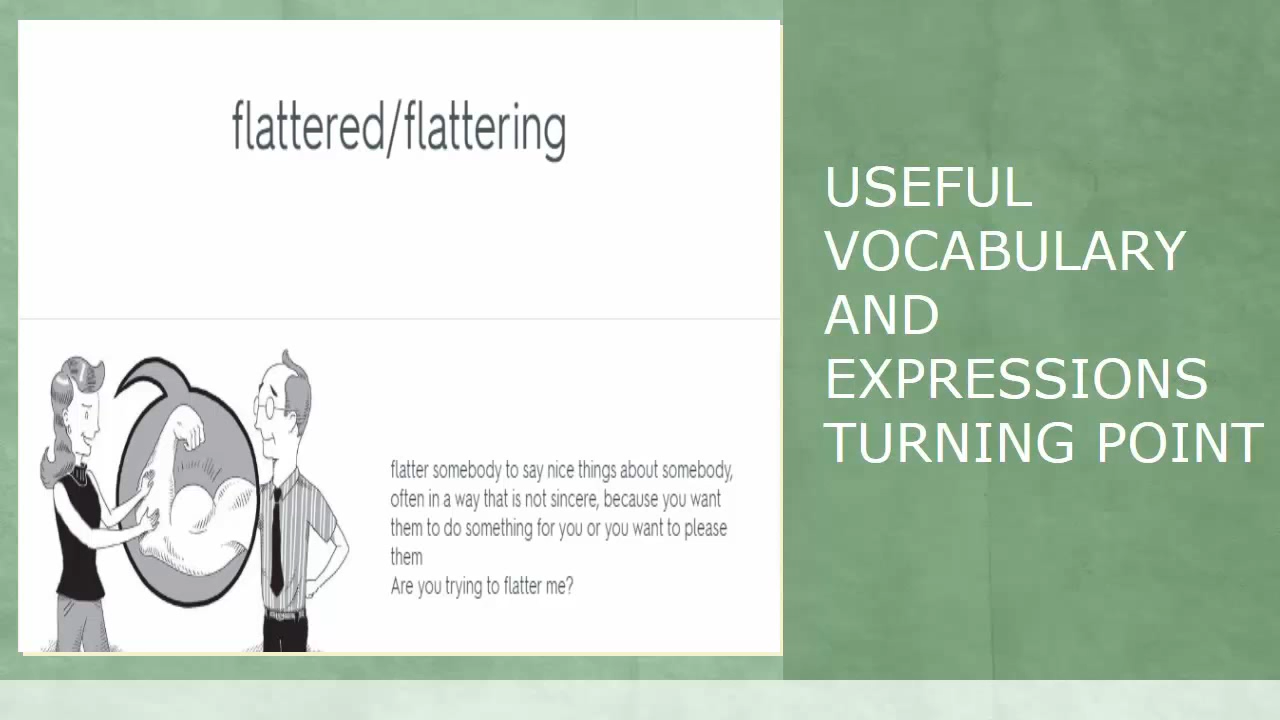 flattered/flattering
flatter somebody to say nice things about somebody,
often in a way that is not sincere, because you want
them to do something for you or you want to please
them
Are you trying to flatter me?
USEFUL
VOCABULARY
AND
EXPRESSIONS
TURNING POINT